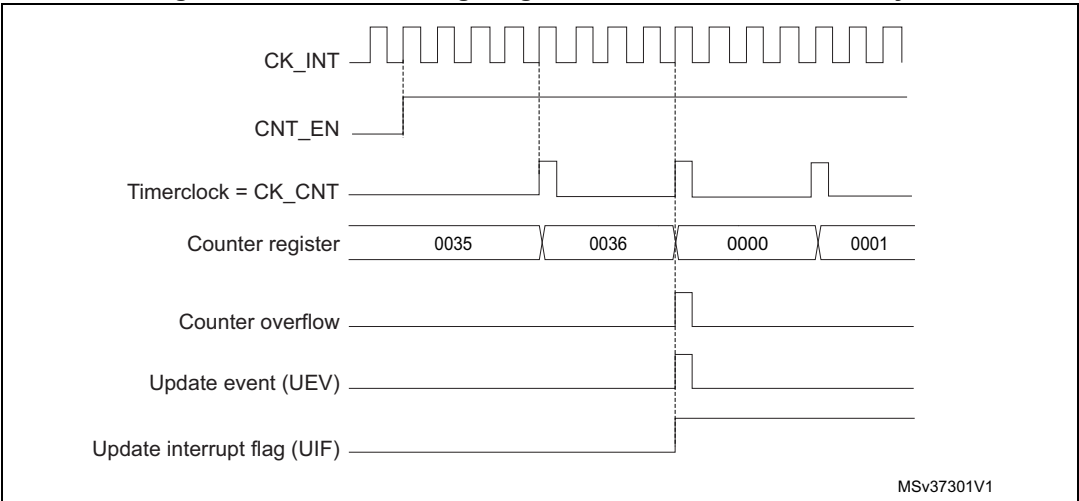 CK_INT
CNT_EN
Timerclock = CK_CNT
Counter register 0035 0036 0000 0001
Counter overflow
Update event (UEV)
Update interrupt flag (UIF)
MSv37301V1